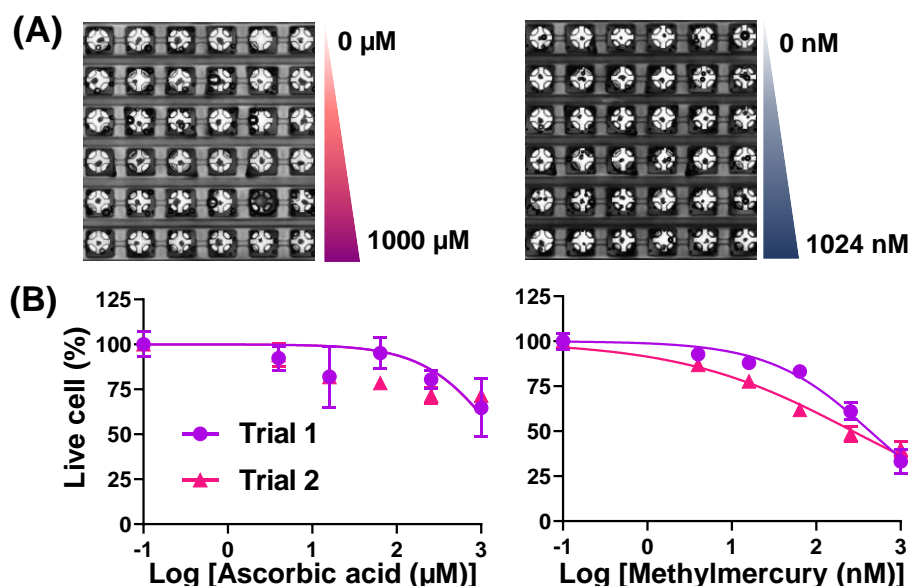 (A)
0 µM
1000 µM
0 nM
1024 nM
(B)
Live cell (%)
125
100
75
50
25
0
Trial 1
Trial 2
-1 0 1 2 3
Log [Ascorbic acid (µM)]
125
100
75
50
25
0
-1 0 1 2 3
Log [Methylmercury (nM)]